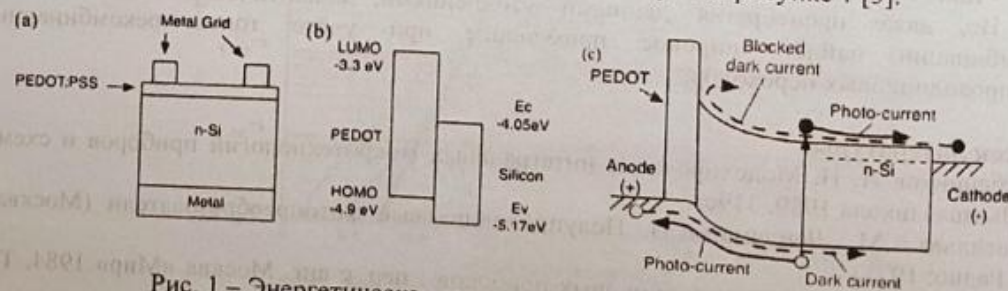 [3].
(a)
Metal Grid
PEDOT:PSS
n-Si
Metal
(b)
LUMO
-3.3 eV
PEDOT
HOMO
-4.9 eV
Ec
-4.05eV
Silicon
Ev
-5.17eV
(c)
PEDOT
Blocked
dark current
Photo-current
n-Si
Anode
(+)
Cathode
(-)
Photo-current
Dark current
Рис. 1 –